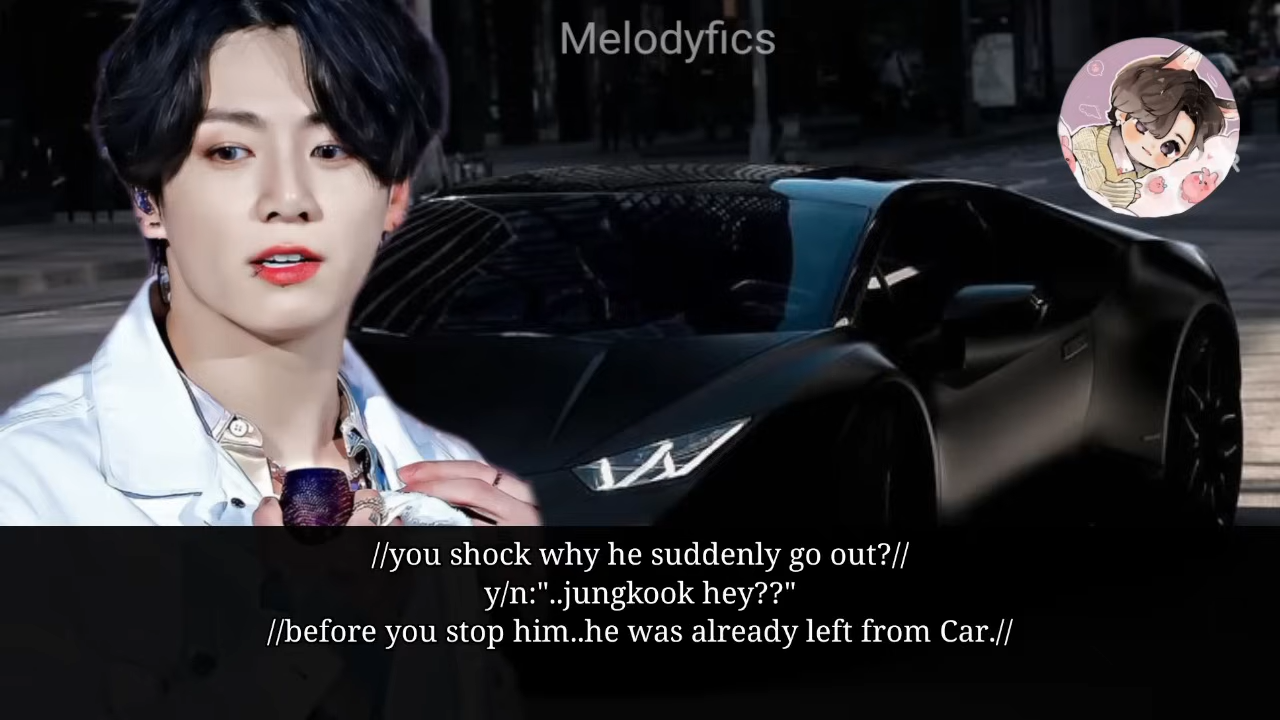 Melodyfics
//you shock why he suddenly go out?//
y/n:"..jungkook hey??"
//before you stop him..he was already left from Car.//